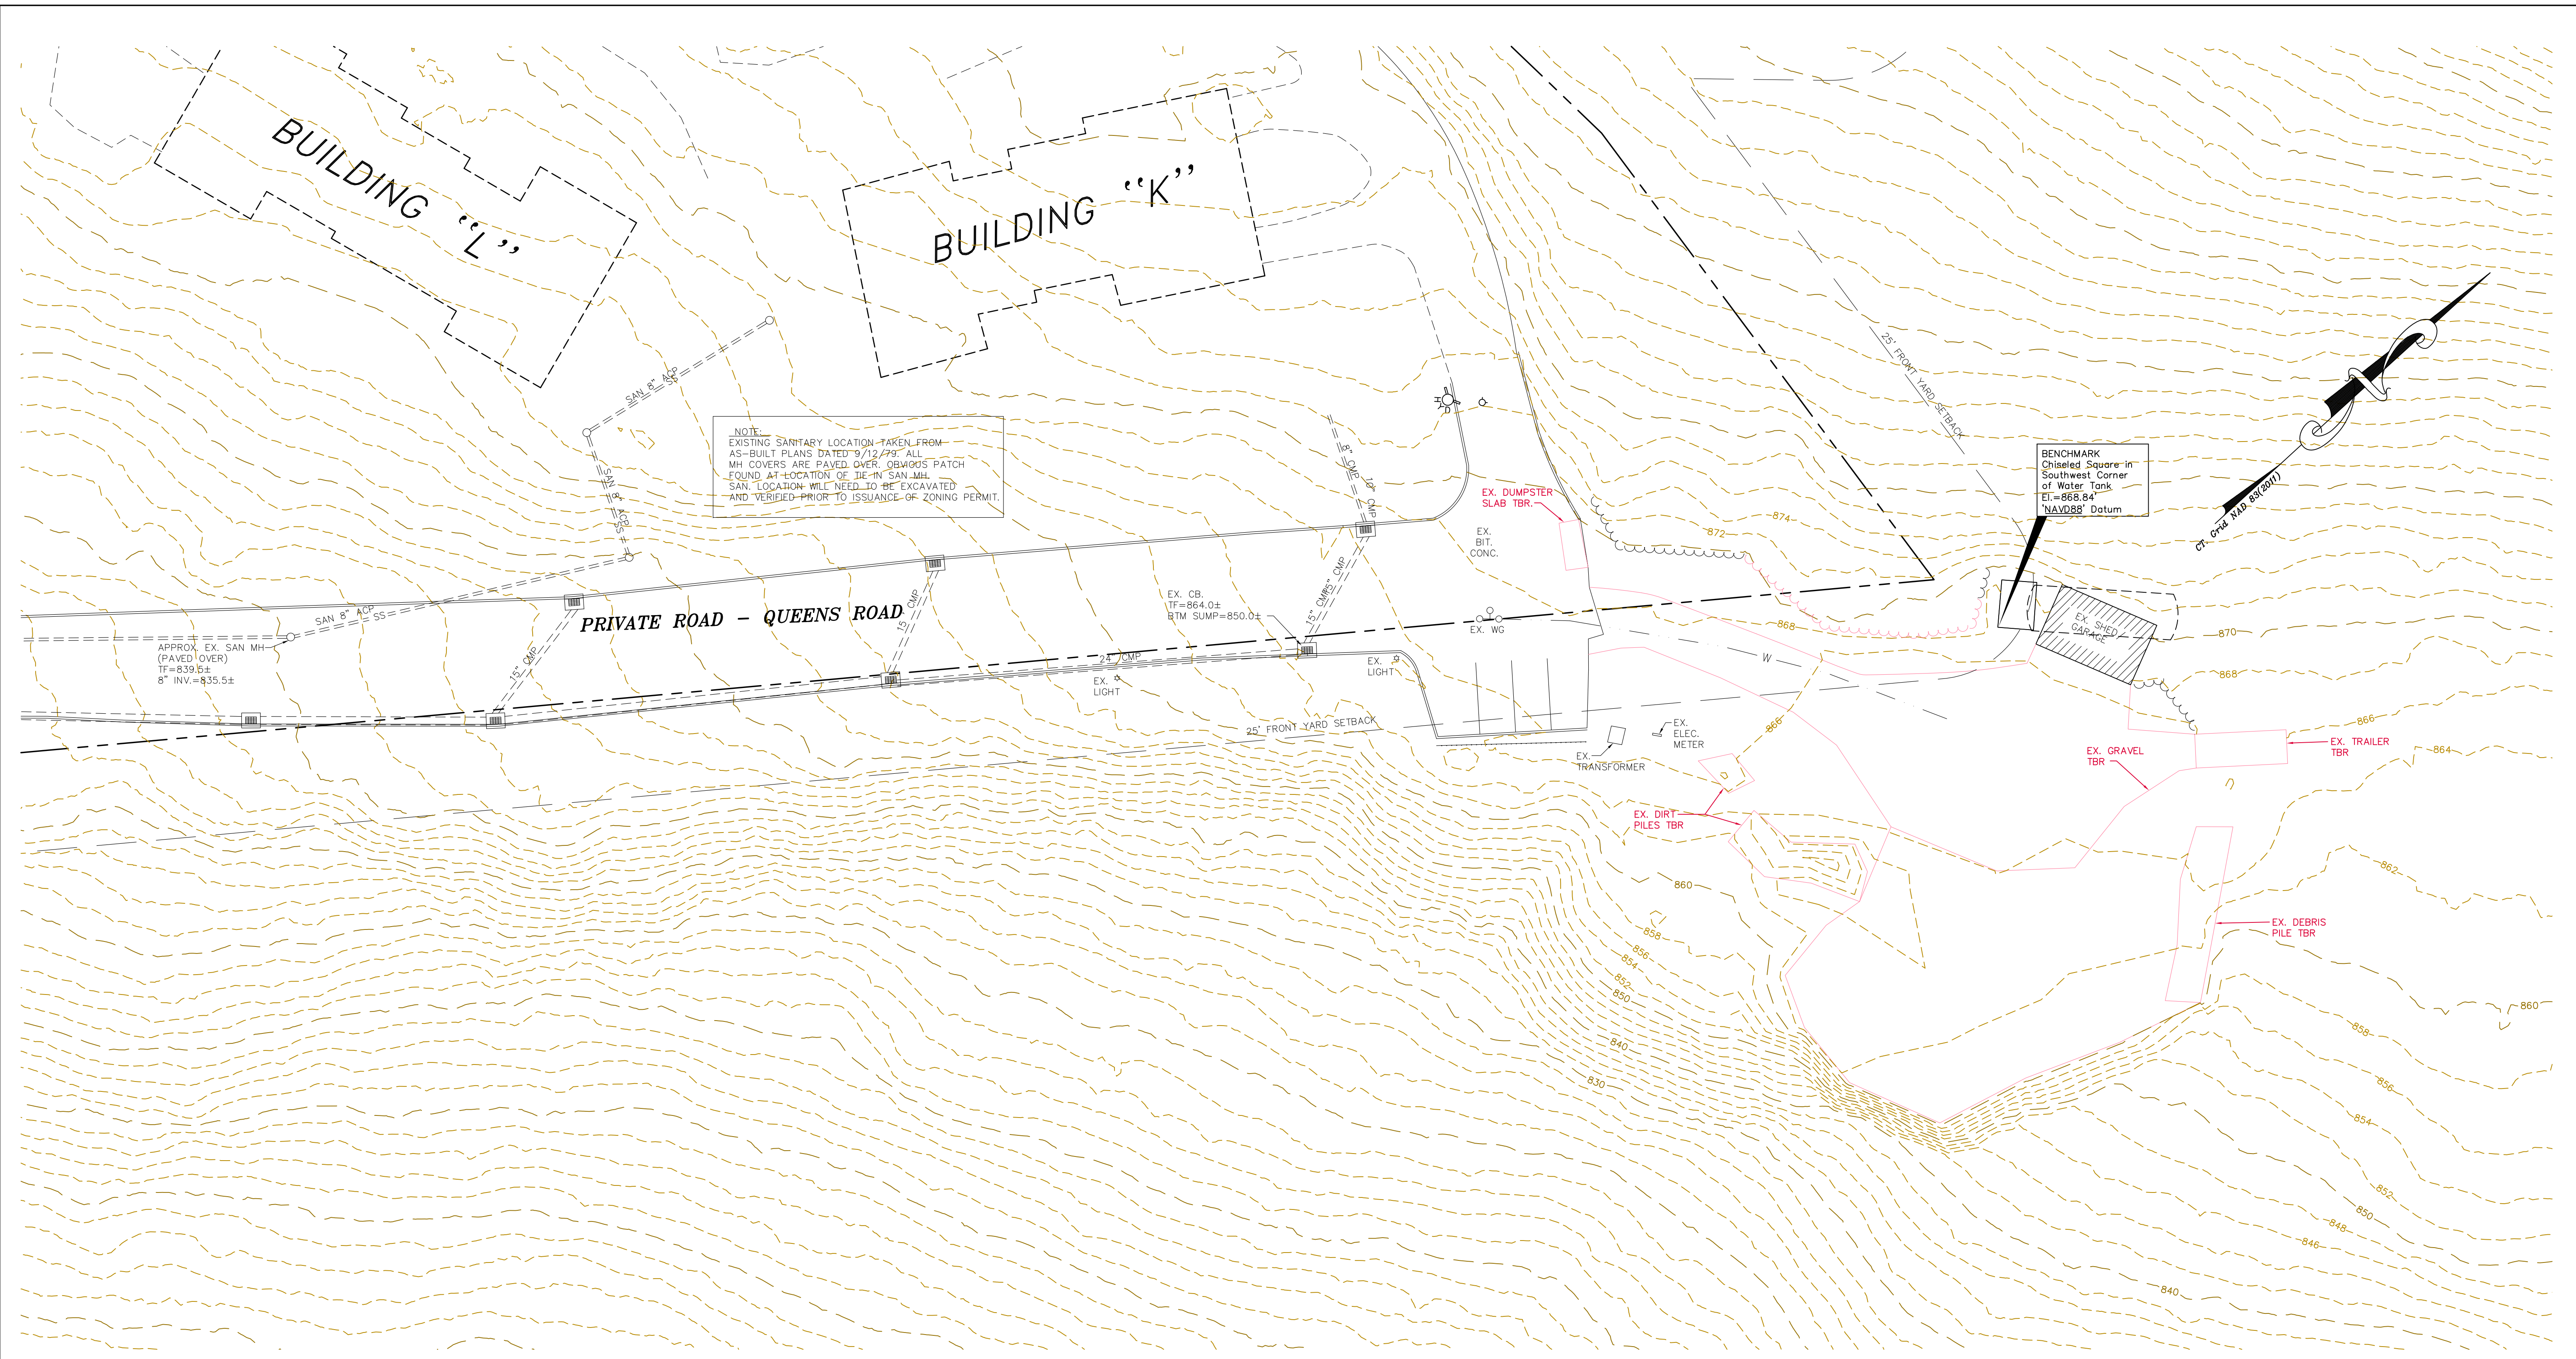 BUILDING "L"
BUILDING "K"
SAN 8" ACP
SS
SAN 8" ACP
SS
NOTE:
EXISTING SANITARY LOCATION TAKEN FROM
AS-BUILT PLANS DATED 9/12/79. ALL
MH COVERS ARE PAVED OVER. OBVIOUS PATCH
FOUND AT LOCATION OF TIE IN SAN MH.
SAN. LOCATION WILL NEED TO BE EXCAVATED
AND VERIFIED PRIOR TO ISSUANCE OF ZONING PERMIT.
8" CMP
10" CMP
H
Y
D
EX. DUMPSTER
SLAB TBR.
EX.
BIT.
CONC.
25' FRONT YARD SETBACK
BENCHMARK
Chiseled Square in
Southwest Corner
of Water Tank
El.=868.84'
'NAVD88' Datum
CT. Grid NAD 83(2011)
874
872
SAN 8" ACP
SS
APPROX. EX. SAN MH
(PAVED OVER)
TF=839.5±
8" INV.=835.5±
PRIVATE ROAD - QUEENS ROAD
15" CMP
15" CMP
EX. CB.
TF=864.0±
BTM SUMP=850.0±
15" CMP
15" CMP
24" CMP
EX.
LIGHT
EX.
LIGHT
EX. WG
868
W
EX. SHED/
GARAGE
870
868
866
864
866
25' FRONT YARD SETBACK
EX.
TRANSFORMER
EX.
ELEC.
METER
EX. GRAVEL
TBR
EX. TRAILER
TBR
EX. DIRT
PILES TBR
860
858
856
854
852
850
840
830
862
EX. DEBRIS
PILE TBR
860
858
856
854
852
850
848
846
840